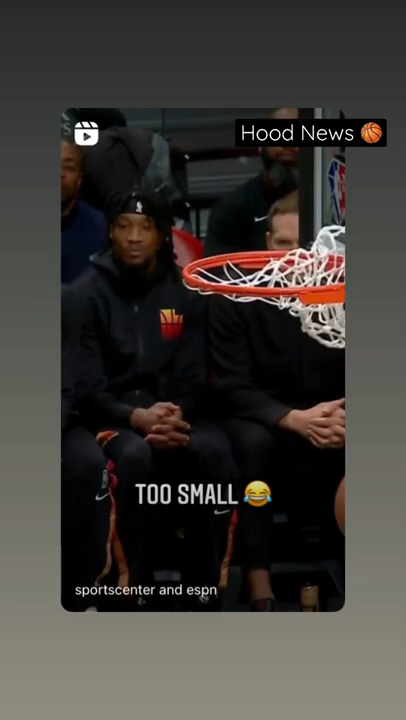 Hood News 🏀
TOO SMALL 😂
sportscenter and espn